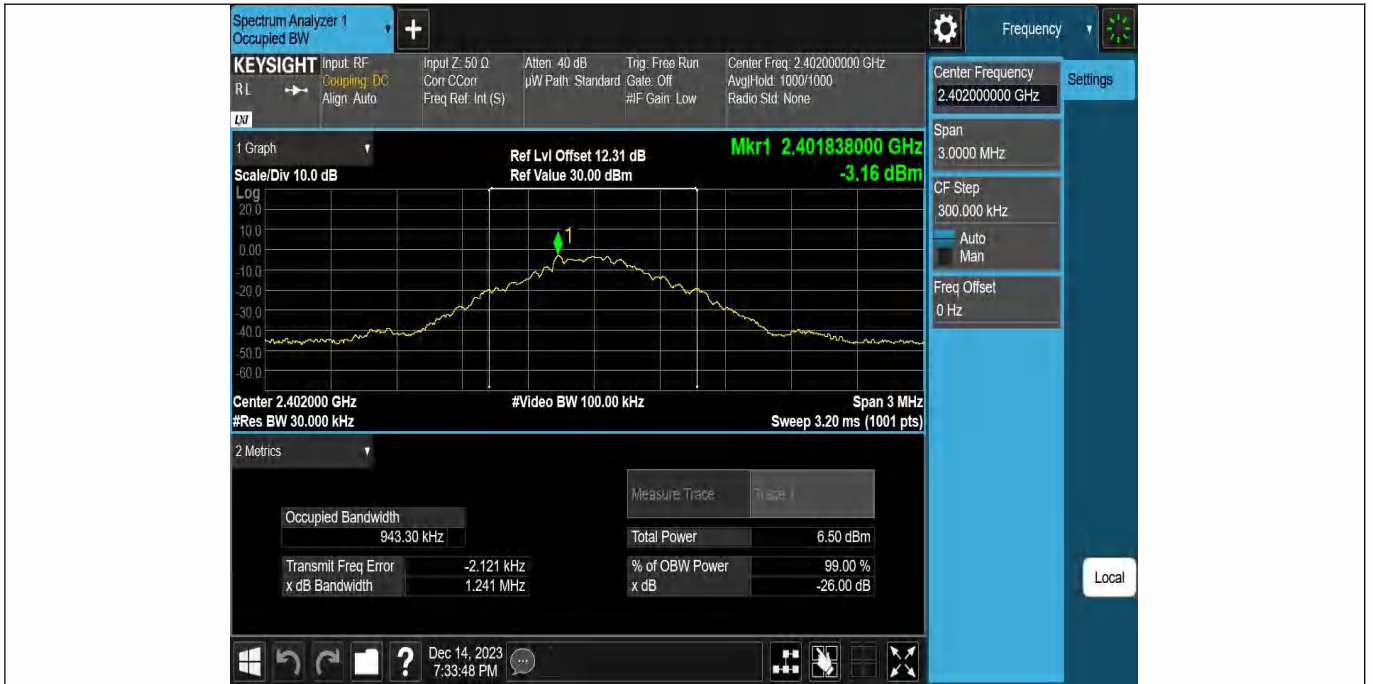 Spectrum Analyzer 1
Occupied BW
+
Frequency
KEYSIGHT
R L
LXI
Input: RF
Coupling: DC
Align: Auto
Input Z: 50 Ω
Corr CCorr
Freq Ref: Int (S)
Atten: 40 dB
µW Path: Standard
Trig: Free Run
Gate: Off
#IF Gain: Low
Center Freq: 2.402000000 GHz
Avg|Hold: 1000/1000
Radio Std: None
Center Frequency
2.402000000 GHz
Settings
Span
3.0000 MHz
CF Step
300.000 kHz
Auto
Man
Freq Offset
0 Hz
Local
1 Graph
Scale/Div 10.0 dB
Ref Lvl Offset 12.31 dB
Ref Value 30.00 dBm
Mkr1 2.401838000 GHz
-3.16 dBm
Log
20.0
10.0
0.00
-10.0
-20.0
-30.0
-40.0
-50.0
-60.0
1
Center 2.402000 GHz
#Res BW 30.000 kHz
#Video BW 100.00 kHz
Span 3 MHz
Sweep 3.20 ms (1001 pts)
2 Metrics
Measure Trace Trace 1
Occupied Bandwidth
943.30 kHz
Total Power 6.50 dBm
Transmit Freq Error -2.121 kHz
% of OBW Power 99.00 %
x dB Bandwidth 1.241 MHz
x dB -26.00 dB
?
Dec 14, 2023
7:33:48 PM